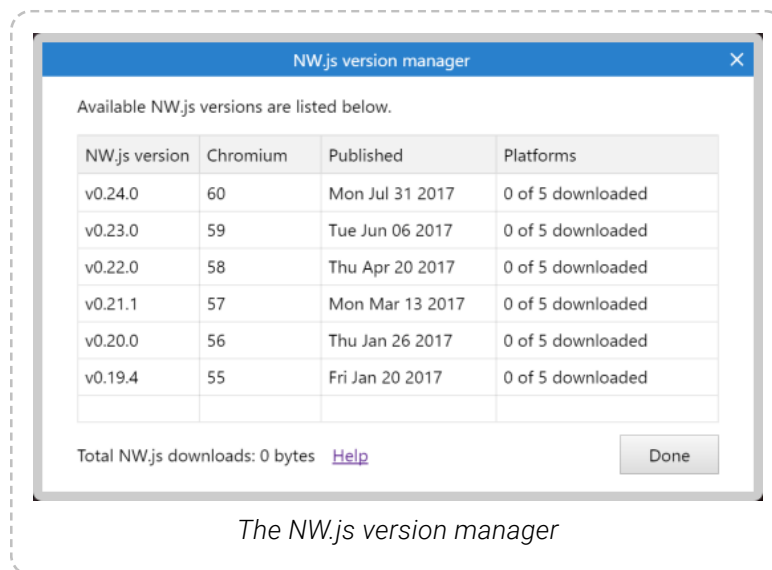 NW.js version manager
Available NW.js versions are listed below.
NW.js version Chromium Published Platforms
v0.24.0 60 Mon Jul 31 2017 0 of 5 downloaded
v0.23.0 59 Tue Jun 06 2017 0 of 5 downloaded
v0.22.0 58 Thu Apr 20 2017 0 of 5 downloaded
v0.21.1 57 Mon Mar 13 2017 0 of 5 downloaded
v0.20.0 56 Thu Jan 26 2017 0 of 5 downloaded
v0.19.4 55 Fri Jan 20 2017 0 of 5 downloaded
Total NW.js downloads: 0 bytes Help Done
The NW.js version manager